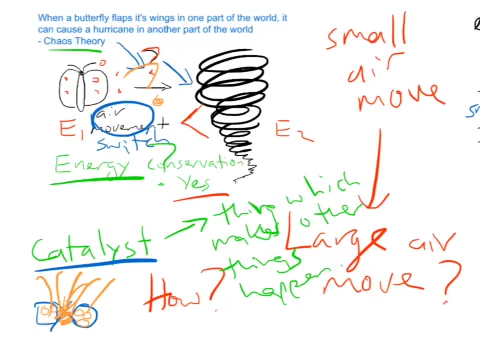 When a butterfly flaps it's wings in one part of the world, it
can cause a hurricane in another part of the world
- Chaos Theory
small
air
move
air
movement
E1
E2
switch
Energy conservation
? Yes
Catalyst
thing which
makes other
things
happen
How?
Large air
move?